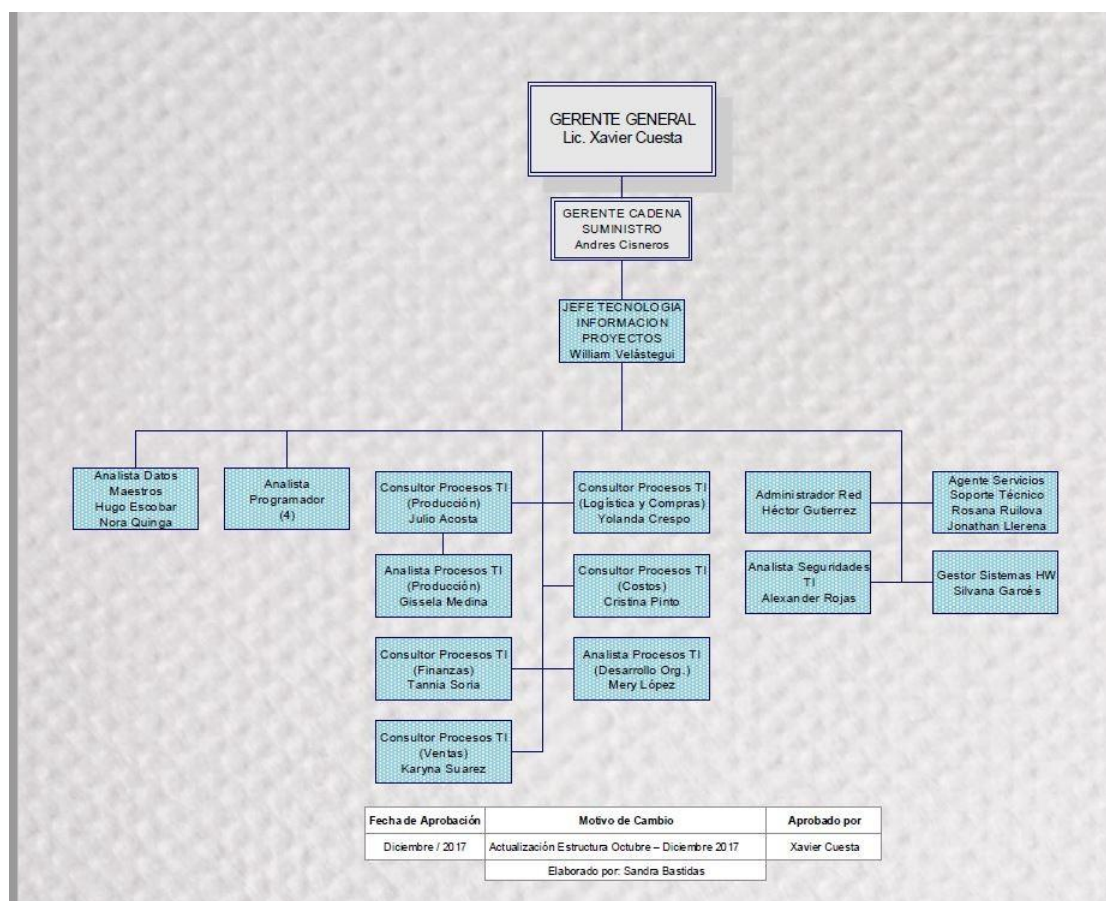 GERENTE GENERAL
Lic. Xavier Cuesta
GERENTE CADENA
SUMINISTRO
Andres Cisneros
JEFE TECNOLOGIA
INFORMACION
PROYECTOS
William Velástegui
Analista Datos
Maestros
Hugo Escobar
Nora Quinga
Analista
Programador
(4)
Consultor Procesos TI
(Producción)
Julio Acosta
Consultor Procesos TI
(Logística y Compras)
Yolanda Crespo
Administrador Red
Héctor Gutierrez
Agente Servicios
Soporte Técnico
Rosana Ruilova
Jonathan Llerena
Analista Procesos TI
(Producción)
Gissela Medina
Consultor Procesos TI
(Costos)
Cristina Pinto
Analista Seguridades
TI
Alexander Rojas
Gestor Sistemas HW
Silvana Garcés
Consultor Procesos TI
(Finanzas)
Tannia Soria
Analista Procesos TI
(Desarrollo Org.)
Mery López
Consultor Procesos TI
(Ventas)
Karyna Suarez
Fecha de Aprobación Motivo de Cambio Aprobado por
Diciembre / 2017 Actualización Estructura Octubre – Diciembre 2017 Xavier Cuesta
Elaborado por: Sandra Bastidas